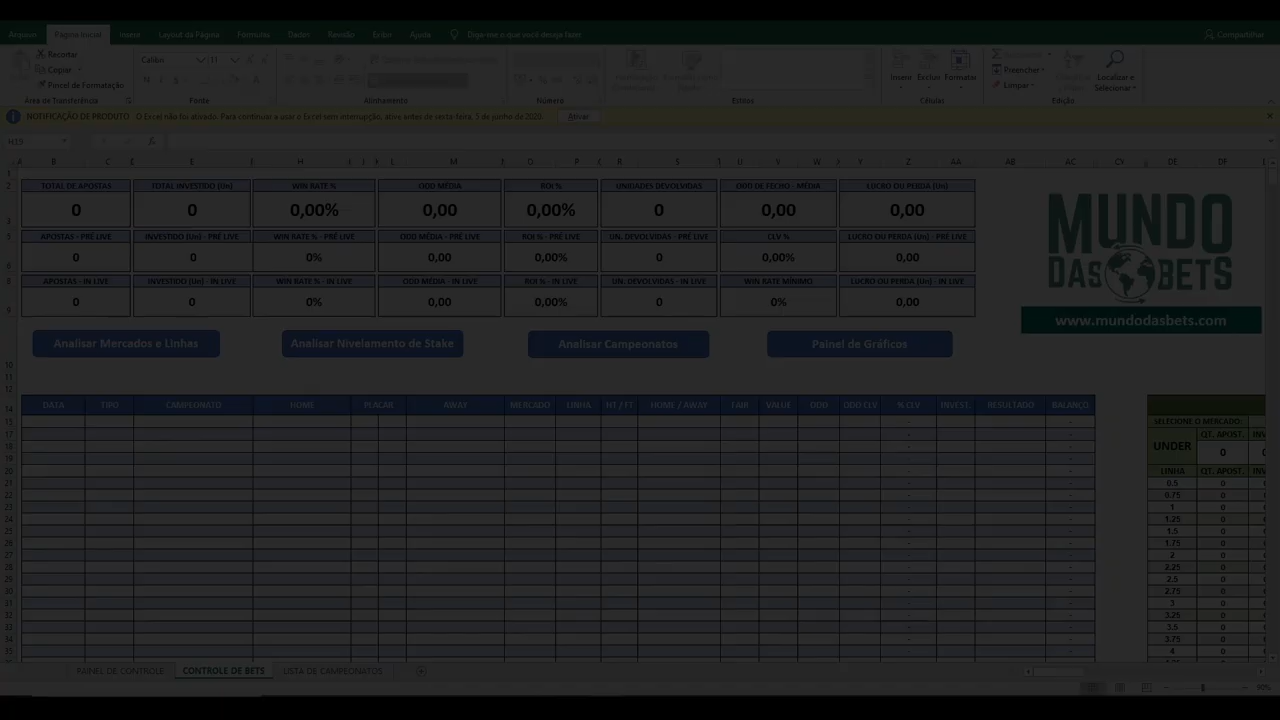 Arquivo Página Inicial Inserir Layout da Página Fórmulas Dados Revisão Exibir Ajuda Diga-me o que você deseja fazer Compartilhar
Recortar
Copiar
Pincel de Formatação
Calibri 11
Inserir Excluir Formatar
Preencher
Limpar
Localizar e
Selecionar
Área de Transferência Fonte Alinhamento Número Estilos Células Edição
NOTIFICAÇÃO DE PRODUTO O Excel não foi ativado. Para continuar a usar o Excel sem interrupção, ative antes de sexta-feira, 5 de junho de 2020. Ativar
TOTAL DE APOSTAS TOTAL INVESTIDO (Un) WIN RATE % ODD MÉDIA ROI % UNIDADES DEVOLVIDAS ODD DE FECHO - MÉDIA LUCRO OU PERDA (Un)
0 0 0,00% 0,00 0,00% 0 0,00 0,00
APOSTAS - PRÉ LIVE INVESTIDO (Un) - PRÉ LIVE WIN RATE % - PRÉ LIVE ODD MÉDIA - PRÉ LIVE ROI % - PRÉ LIVE UN. DEVOLVIDAS - PRÉ LIVE CLV % LUCRO OU PERDA (Un) - PRÉ LIVE
0 0 0% 0,00 0,00% 0 0,00% 0,00
APOSTAS - IN LIVE INVESTIDO (Un) - IN LIVE WIN RATE % - IN LIVE ODD MÉDIA - IN LIVE ROI % - IN LIVE UN. DEVOLVIDAS - IN LIVE WIN RATE MÍNIMO LUCRO OU PERDA (Un) - IN LIVE
0 0 0% 0,00 0,00% 0 0% 0,00
MUNDO
DAS BETS
www.mundodasbets.com
Analisar Mercados e Linhas Analisar Nivelamento de Stake Analisar Campeonatos Painel de Gráficos
DATA TIPO CAMPEONATO HOME PLACAR AWAY MERCADO LINHA HT / FT HOME / AWAY FAIR VALUE ODD ODD CLV % CLV INVEST. RESULTADO BALANÇO
SELECIONE O MERCADO:
UNDER QT. APOST.
0
LINHA QT. APOST.
0.5 0
0.75 0
1 0
1.25 0
1.5 0
1.75 0
2 0
2.25 0
2.5 0
2.75 0
3 0
3.25 0
3.5 0
3.75 0
4 0
PAINEL DE CONTROLE CONTROLE DE BETS LISTA DE CAMPEONATOS
90%